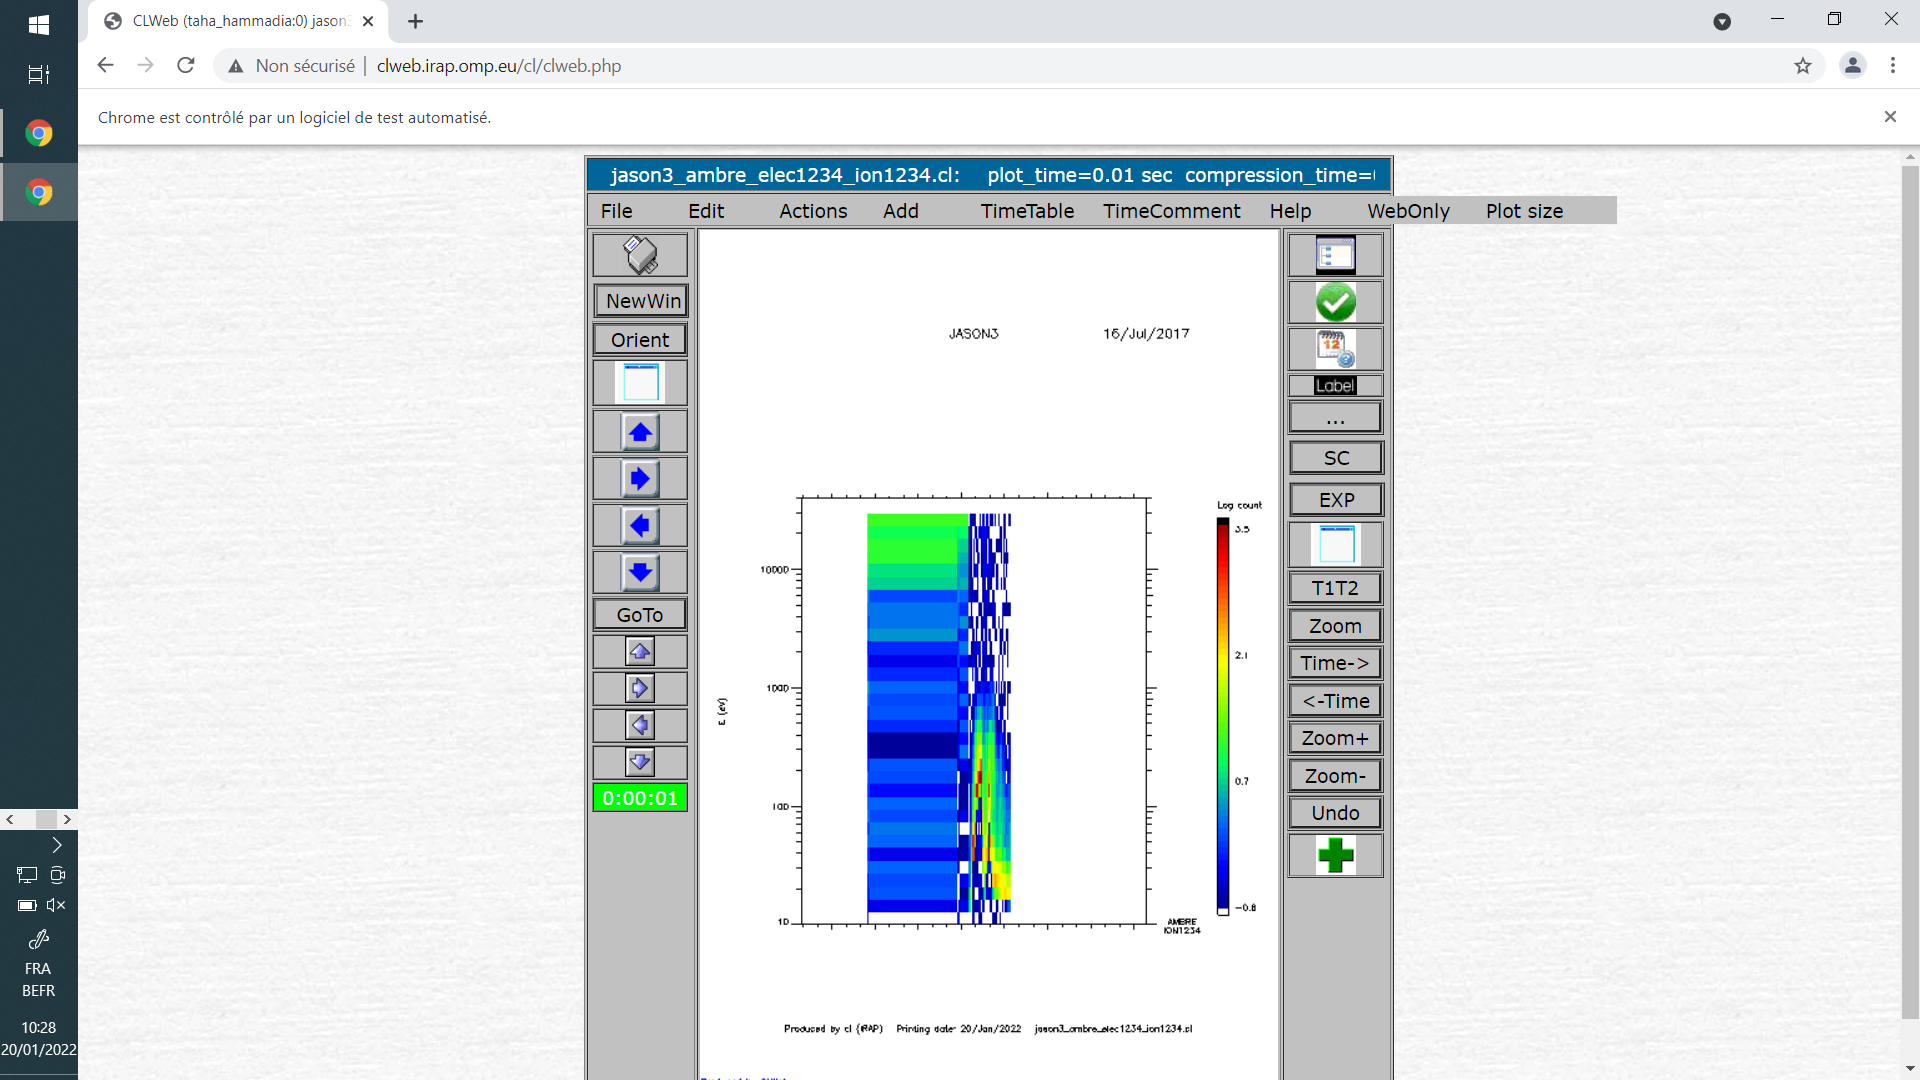 CLWeb (taha_hammadia:0) jason3
Non sécurisé | clweb.irap.omp.eu/cl/clweb.php
Chrome est contrôlé par un logiciel de test automatisé.
jason3_ambre_elec1234_ion1234.cl: plot_time=0.01 sec compression_time=
File Edit Actions Add TimeTable TimeComment Help WebOnly Plot size
NewWin
Orient
GoTo
0:00:01
JASON3 16/Jul/2017
Log count
3.5
2.1
0.7
-0.8
10000
1000
100
10
E (eV)
AMBRE
ION1234
Produced by cl (IRAP) Printing date: 20/Jan/2022 jason3_ambre_elec1234_ion1234.cl
12
Label
...
SC
EXP
T1T2
Zoom
Time->
<-Time
Zoom+
Zoom-
Undo
FRA
BEFR
10:28
20/01/2022